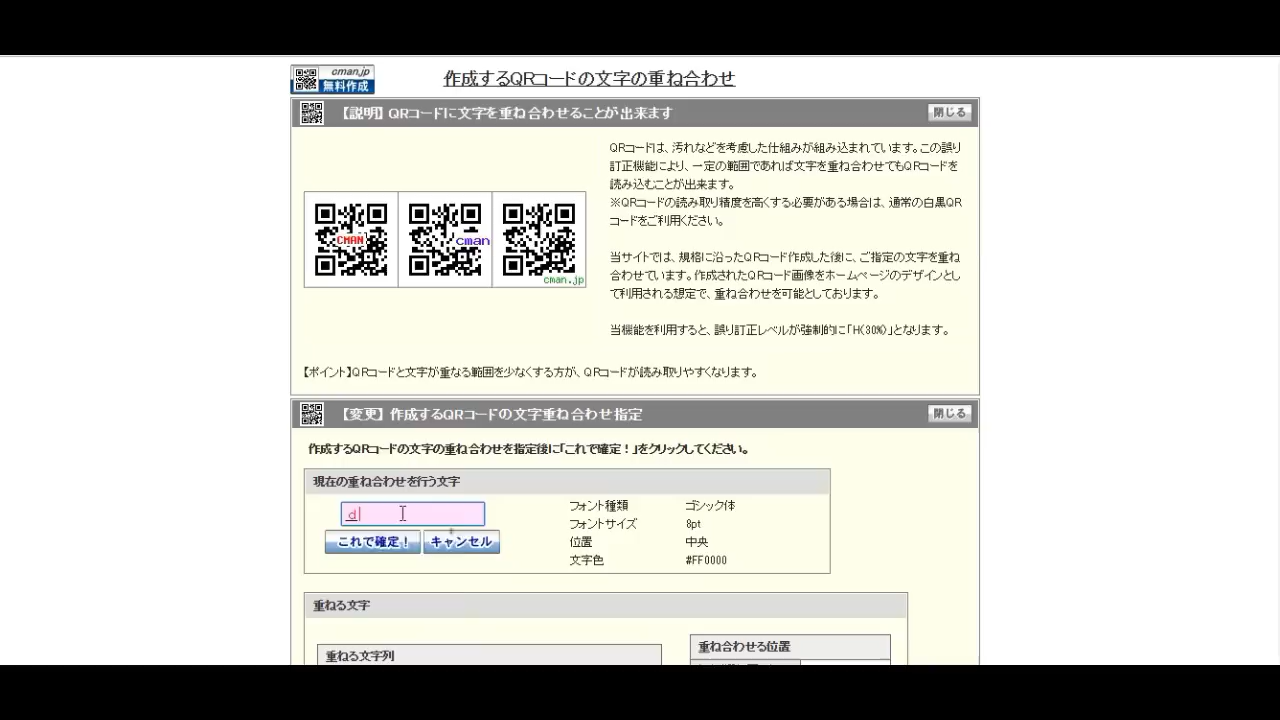 cman.jp
無料作成
作成するQRコードの文字の重ね合わせ
【説明】QRコードに文字を重ね合わせることが出来ます
閉じる
QRコードは、汚れなどを考慮した仕組みが組み込まれています。この誤り
訂正機能により、一定の範囲であれば文字を重ね合わせてもQRコードを
読み込むことが出来ます。
※QRコードの読み取り精度を高くする必要がある場合は、通常の白黒QR
コードをご利用ください。
CMAN
cman
cman.jp
当サイトでは、規格に沿ったQRコード作成した後に、ご指定の文字を重ね
合わせています。作成されたQRコード画像をホームページのデザインとし
て利用される想定で、重ね合わせを可能としております。
当機能を利用すると、誤り訂正レベルが強制的に「H(30%)」となります。
【ポイント】QRコードと文字が重なる範囲を少なくする方が、QRコードが読み取りやすくなります。
【変更】作成するQRコードの文字重ね合わせ指定
閉じる
作成するQRコードの文字の重ね合わせを指定後に「これで確定！」をクリックしてください。
現在の重ね合わせを行う文字
d
これで確定！ キャンセル
フォント種類 ゴシック体
フォントサイズ 8pt
位置 中央
文字色 #FF0000
重ねる文字
重ねる文字列
重ね合わせる位置